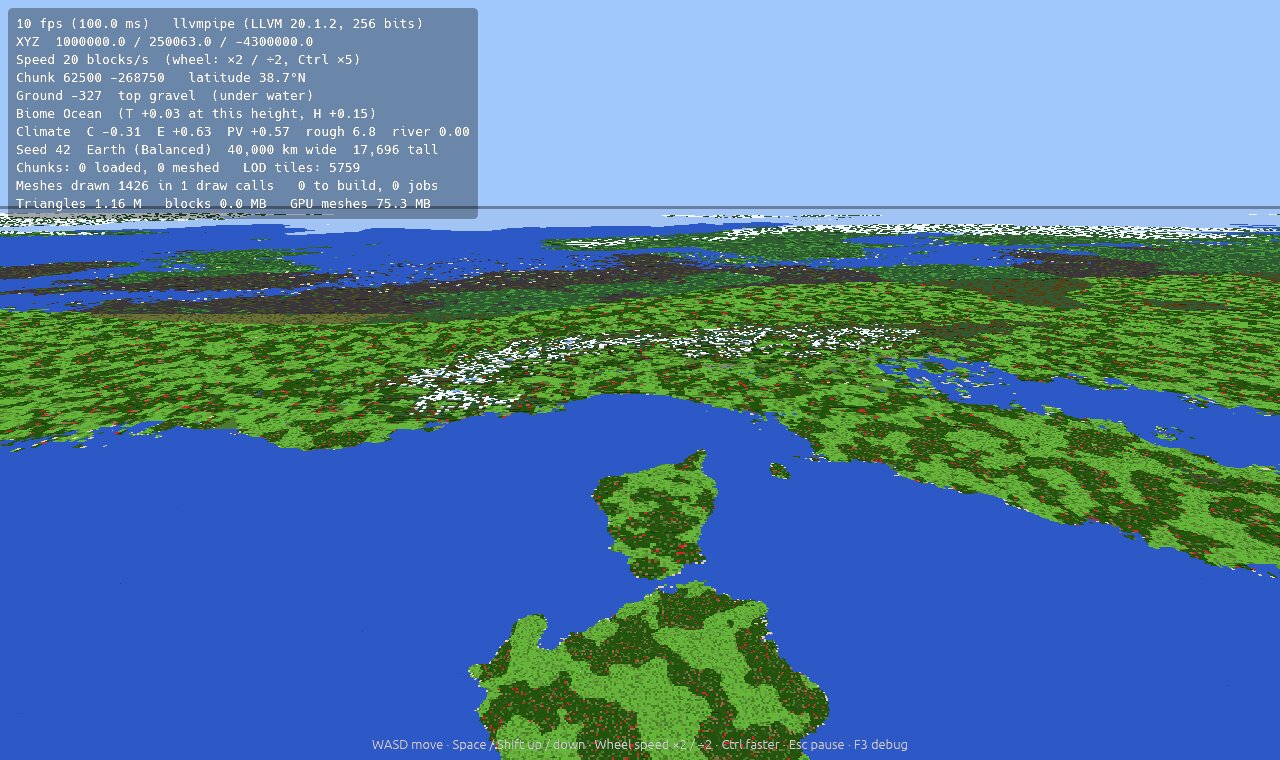 10 fps (100.0 ms)   llvmpipe (LLVM 20.1.2, 256 bits)
XYZ  1000000.0 / 250063.0 / −4300000.0
Speed 20 blocks/s  (wheel: ×2 / ÷2, Ctrl ×5)
Chunk 62500 −268750   latitude 38.7°N
Ground −327  top gravel  (under water)
Biome Ocean  (T +0.03 at this height, H +0.15)
Climate  C −0.31  E +0.63  PV +0.57  rough 6.8  river 0.00
Seed 42  Earth (Balanced)  40,000 km wide  17,696 tall
Chunks: 0 loaded, 0 meshed   LOD tiles: 5759
Meshes drawn 1426 in 1 draw calls   0 to build, 0 jobs
Triangles 1.16 M   blocks 0.0 MB   GPU meshes 75.3 MB
WASD move · Space / Shift up / down · Wheel speed ×2 / ÷2 · Ctrl faster · Esc pause · F3 debug